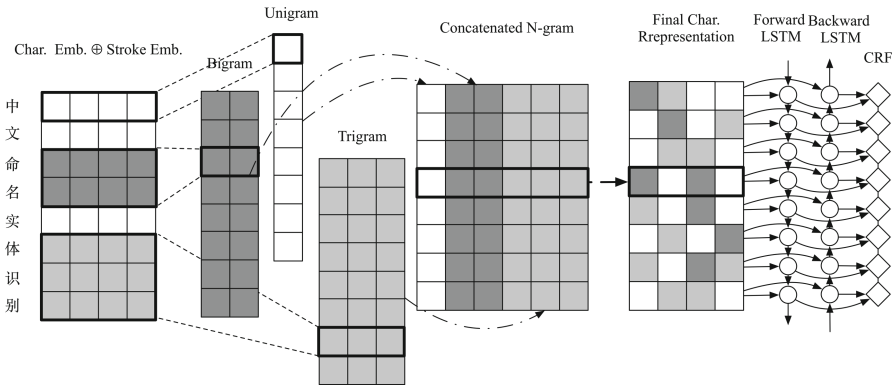 Char. Emb. ⊕ Stroke Emb.
Unigram
Bigram
Trigram
Concatenated N-gram
Final Char.
Rrepresentation
Forward
LSTM
Backward
LSTM
CRF
中
文
命
名
实
体
识
别